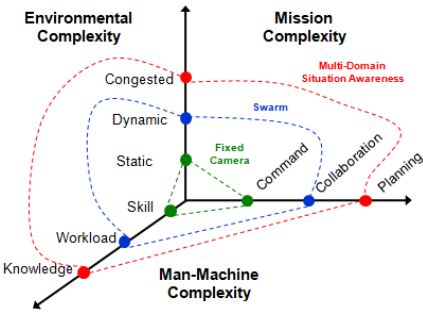 Environmental
Complexity
Mission
Complexity
Multi-Domain
Situation Awareness
Congested
Swarm
Dynamic
Fixed
Camera
Static
Command
Collaboration
Planning
Skill
Workload
Knowledge
Man-Machine
Complexity